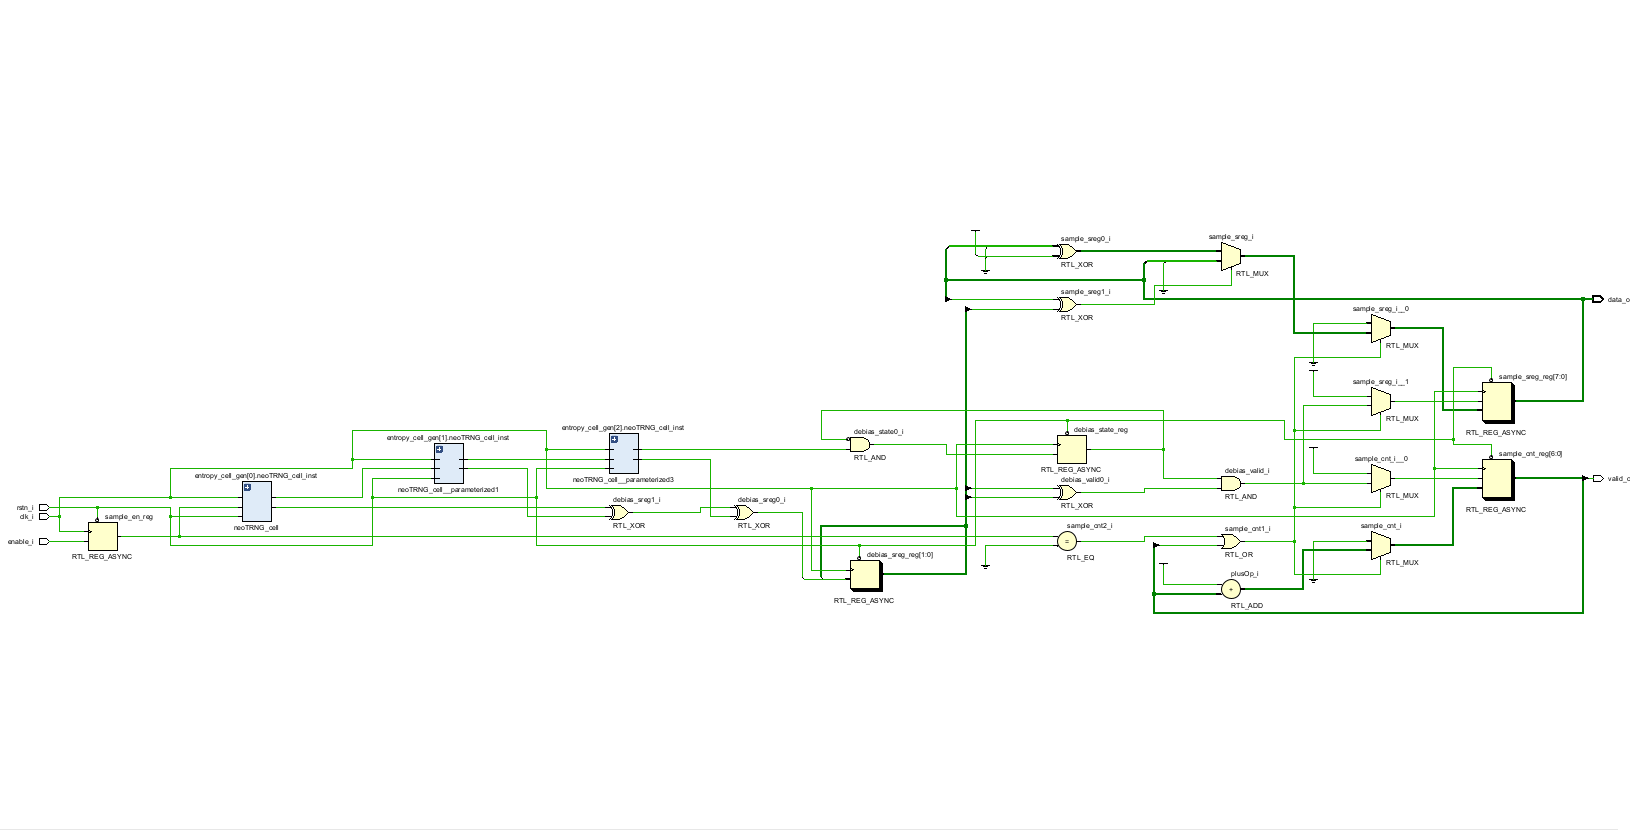 sample_sreg0_i
RTL_XOR
sample_sreg_i
RTL_MUX
sample_sreg1_i
RTL_XOR
data_o
sample_sreg_i__0
RTL_MUX
sample_sreg_i__1
RTL_MUX
sample_sreg_reg[7:0]
RTL_REG_ASYNC
entropy_cell_gen[2].neoTRNG_cell_inst
neoTRNG_cell__parameterized3
entropy_cell_gen[1].neoTRNG_cell_inst
neoTRNG_cell__parameterized1
entropy_cell_gen[0].neoTRNG_cell_inst
neoTRNG_cell
debias_state0_i
RTL_AND
debias_state_reg
RTL_REG_ASYNC
debias_valid_i
RTL_AND
sample_cnt_i__0
RTL_MUX
sample_cnt_reg[6:0]
RTL_REG_ASYNC
valid_o
debias_valid0_i
RTL_XOR
debias_sreg1_i
RTL_XOR
debias_sreg0_i
RTL_XOR
rstn_i
clk_i
enable_i
sample_en_reg
RTL_REG_ASYNC
sample_cnt2_i
=
RTL_EQ
sample_cnt1_i
RTL_OR
sample_cnt_i
RTL_MUX
debias_sreg_reg[1:0]
RTL_REG_ASYNC
plusOp_i
+
RTL_ADD